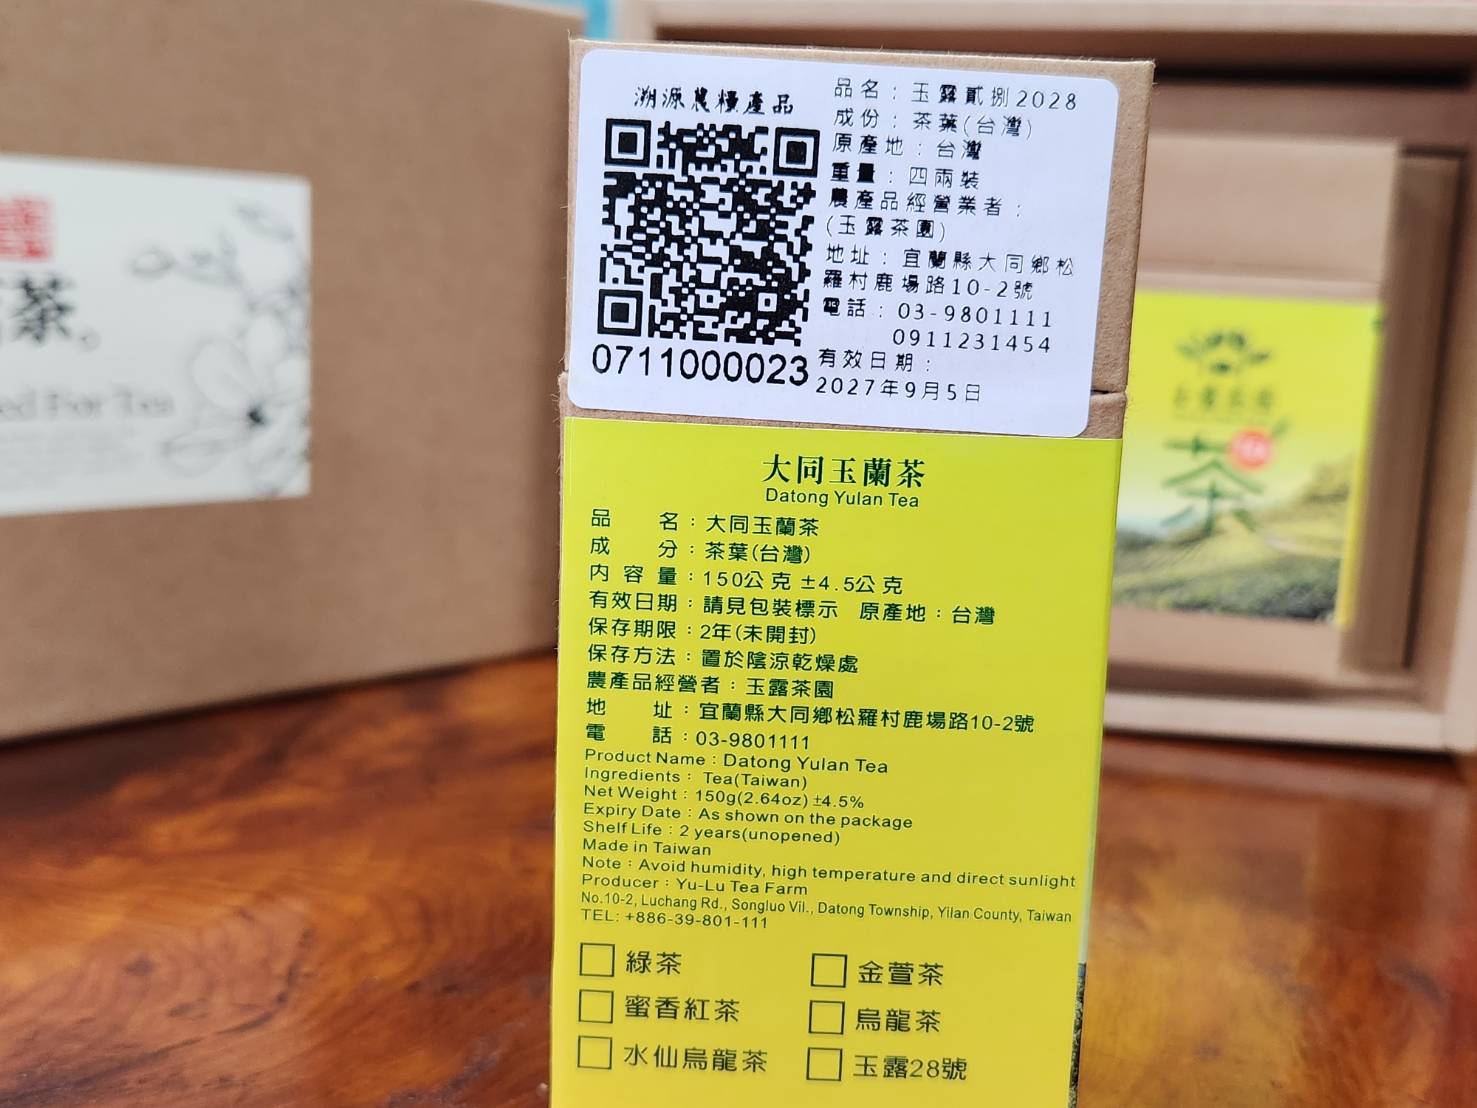 溯源農糧產品
0711000023
品名：玉露貳捌2028
成份：茶葉(台灣)
原產地：台灣
重量：四兩裝
農產品經營業者：
(玉露茶園)
地址：宜蘭縣大同鄉松
羅村鹿場路10-2號
電話：03-9801111
0911231454
有效日期：
2027年9月5日
大同玉蘭茶
Datong Yulan Tea
品　　名：大同玉蘭茶
成　　分：茶葉(台灣)
內 容 量：150公克 ±4.5公克
有效日期：請見包裝標示 原產地：台灣
保存期限：2年(未開封)
保存方法：置於陰涼乾燥處
農產品經營者：玉露茶園
地　　址：宜蘭縣大同鄉松羅村鹿場路10-2號
電　　話：03-9801111
Product Name：Datong Yulan Tea
Ingredients：Tea(Taiwan)
Net Weight：150g(2.64oz) ±4.5%
Expiry Date：As shown on the package
Shelf Life：2 years(unopened)
Made in Taiwan
Note：Avoid humidity, high temperature and direct sunlight
Producer：Yu-Lu Tea Farm
No.10-2, Luchang Rd., Songluo Vil., Datong Township, Yilan County, Taiwan
TEL: +886-39-801-111
綠茶
金萱茶
蜜香紅茶
烏龍茶
水仙烏龍茶
玉露28號
茶。
ed For Tea
茶